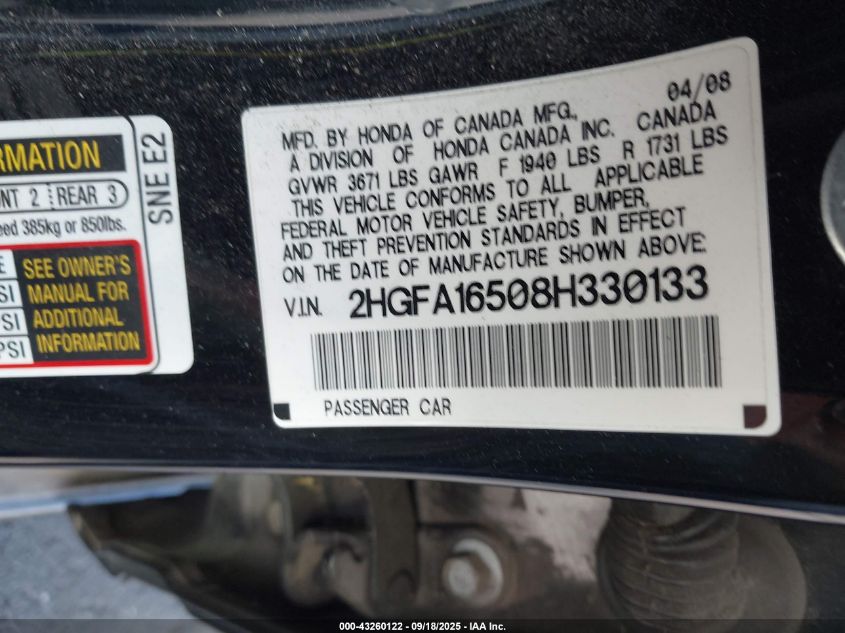 RMATION
NT 2 REAR 3
eed 385kg or 850lbs.
SEE OWNER'S
MANUAL FOR
ADDITIONAL
INFORMATION
SI
PSI
PSI
SNE E2
04/08
MFD. BY HONDA OF CANADA MFG.,
A DIVISION OF HONDA CANADA INC. CANADA
GVWR 3671 LBS GAWR F 1940 LBS R 1731 LBS
THIS VEHICLE CONFORMS TO ALL APPLICABLE
FEDERAL MOTOR VEHICLE SAFETY, BUMPER,
AND THEFT PREVENTION STANDARDS IN EFFECT
ON THE DATE OF MANUFACTURE SHOWN ABOVE:
V.I.N. 2HGFA16508H330133
PASSENGER CAR
000-43260122 - 09/18/2025 - IAA Inc.